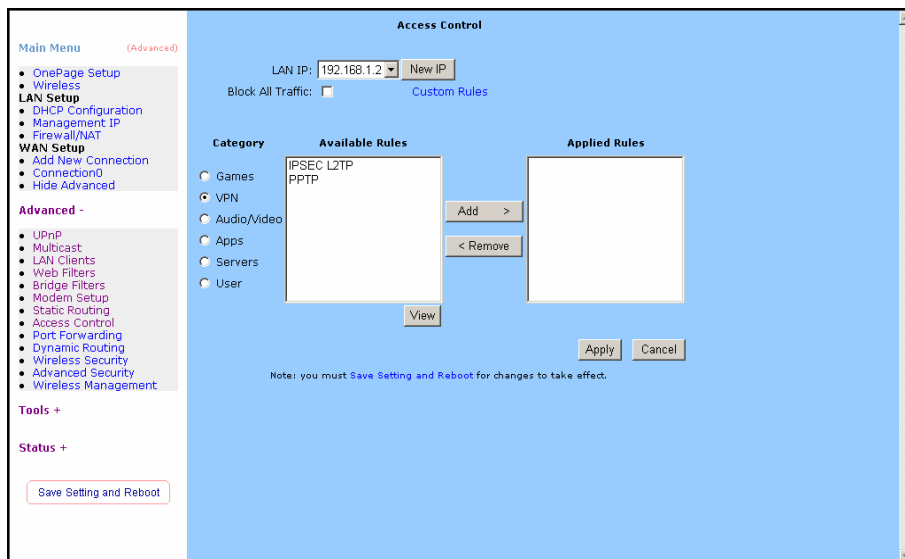 Main Menu (Advanced)
OnePage Setup
Wireless
LAN Setup
DHCP Configuration
Management IP
Firewall/NAT
WAN Setup
Add New Connection
Connection0
Hide Advanced
Advanced -
UPnP
Multicast
LAN Clients
Web Filters
Bridge Filters
Modem Setup
Static Routing
Access Control
Port Forwarding
Dynamic Routing
Wireless Security
Advanced Security
Wireless Management
Tools +
Status +
Save Setting and Reboot
Access Control
LAN IP: 192.168.1.2 New IP
Block All Traffic: Custom Rules
Category Available Rules Applied Rules
Games
VPN
Audio/Video
Apps
Servers
User
IPSEC L2TP
PPTP
Add >
< Remove
View
Apply Cancel
Note: you must Save Setting and Reboot for changes to take effect.